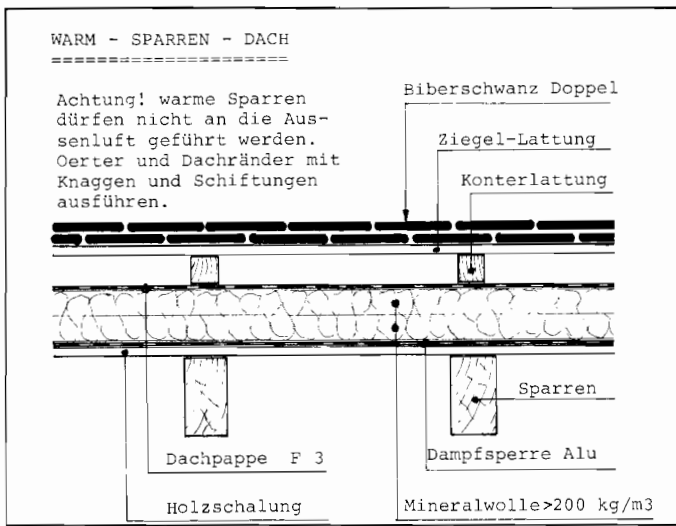 WARM - SPARREN - DACH
Achtung! warme Sparren
dürfen nicht an die Aus-
senluft geführt werden.
Oerter und Dachränder mit
Knaggen und Schiftungen
ausführen.
Biberschwanz Doppel
Ziegel-Lattung
Konterlattung
Sparren
Dachpappe F 3
Dampfsperre Alu
Holzschalung
Mineralwolle>200 kg/m3